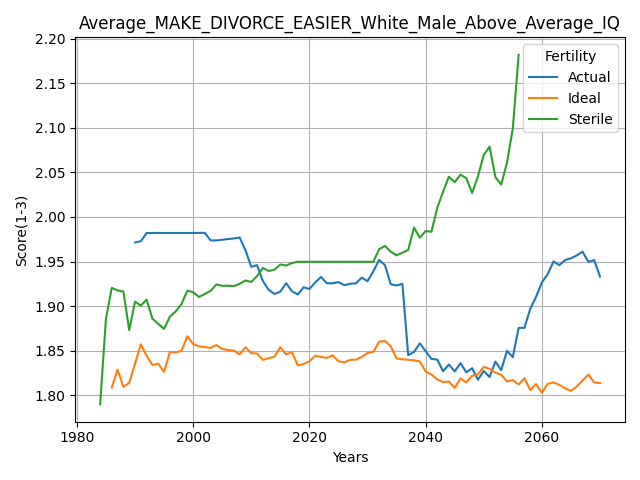 Average_MAKE_DIVORCE_EASIER_White_Male_Above_Average_IQ
Fertility
Actual
Ideal
Sterile
Score(1-3)
2.20
2.15
2.10
2.05
2.00
1.95
1.90
1.85
1.80
1980
2000
2020
2040
2060
Years